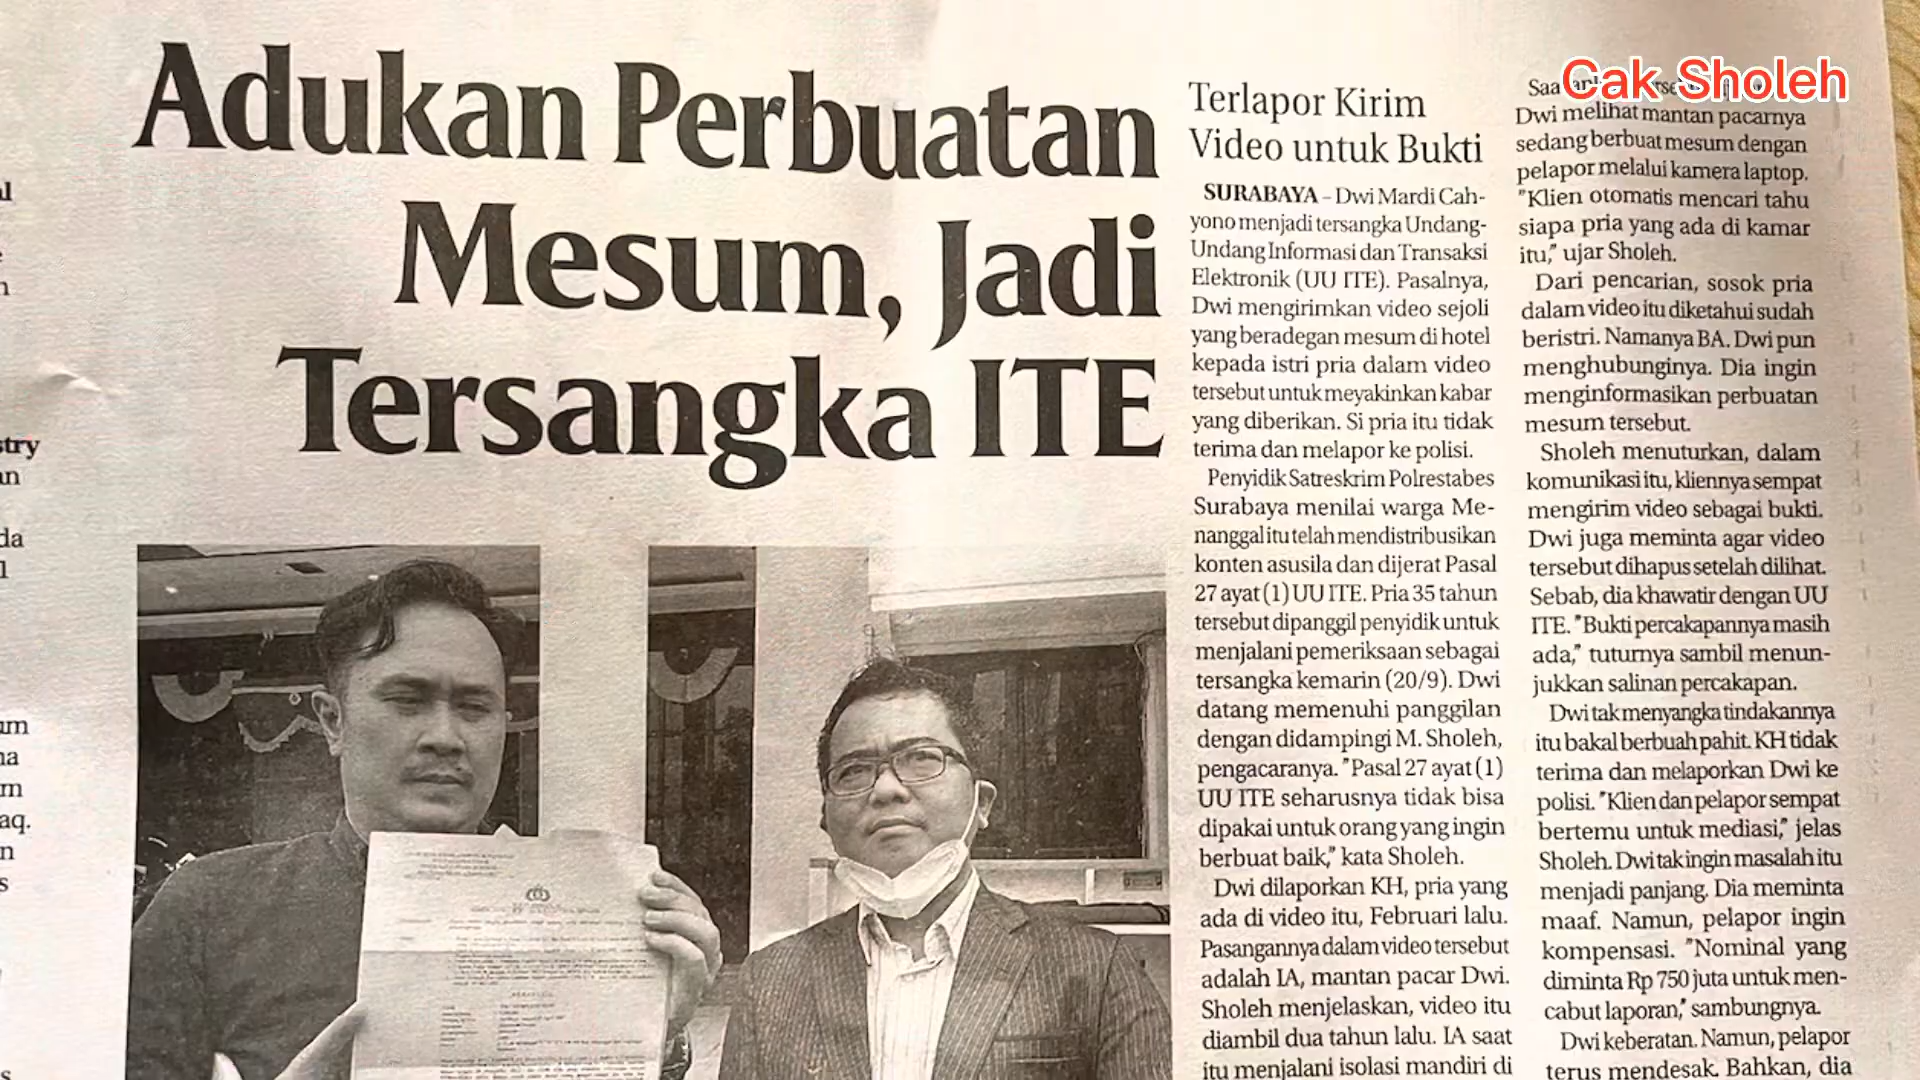 Cak Sholeh
Adukan Perbuatan
Mesum, Jadi
Tersangka ITE
Terlapor Kirim
Video untuk Bukti
SURABAYA – Dwi Mardi Cah-
yono menjadi tersangka Undang-
Undang Informasi dan Transaksi
Elektronik (UU ITE). Pasalnya,
Dwi mengirimkan video sejoli
yang beradegan mesum di hotel
kepada istri pria dalam video
tersebut untuk meyakinkan kabar
yang diberikan. Si pria itu tidak
terima dan melapor ke polisi.
Penyidik Satreskrim Polrestabes
Surabaya menilai warga Me-
nanggal itu telah mendistribusikan
konten asusila dan dijerat Pasal
27 ayat (1) UU ITE. Pria 35 tahun
tersebut dipanggil penyidik untuk
menjalani pemeriksaan sebagai
tersangka kemarin (20/9). Dwi
datang memenuhi panggilan
dengan didampingi M. Sholeh,
pengacaranya. "Pasal 27 ayat (1)
UU ITE seharusnya tidak bisa
dipakai untuk orang yang ingin
berbuat baik," kata Sholeh.
Dwi dilaporkan KH, pria yang
ada di video itu, Februari lalu.
Pasangannya dalam video tersebut
adalah IA, mantan pacar Dwi.
Sholeh menjelaskan, video itu
diambil dua tahun lalu. IA saat
itu menjalani isolasi mandiri di
Dwi melihat mantan pacarnya
sedang berbuat mesum dengan
pelapor melalui kamera laptop.
"Klien otomatis mencari tahu
siapa pria yang ada di kamar
itu," ujar Sholeh.
Dari pencarian, sosok pria
dalam video itu diketahui sudah
beristri. Namanya BA. Dwi pun
menghubunginya. Dia ingin
menginformasikan perbuatan
mesum tersebut.
Sholeh menuturkan, dalam
komunikasi itu, kliennya sempat
mengirim video sebagai bukti.
Dwi juga meminta agar video
tersebut dihapus setelah dilihat.
Sebab, dia khawatir dengan UU
ITE. "Bukti percakapannya masih
ada," tuturnya sambil menun-
jukkan salinan percakapan.
Dwi tak menyangka tindakannya
itu bakal berbuah pahit. KH tidak
terima dan melaporkan Dwi ke
polisi. "Klien dan pelapor sempat
bertemu untuk mediasi," jelas
Sholeh. Dwi tak ingin masalah itu
menjadi panjang. Dia meminta
maaf. Namun, pelapor ingin
kompensasi. "Nominal yang
diminta Rp 750 juta untuk men-
cabut laporan," sambungnya.
Dwi keberatan. Namun, pelapor
terus mendesak. Bahkan, dia